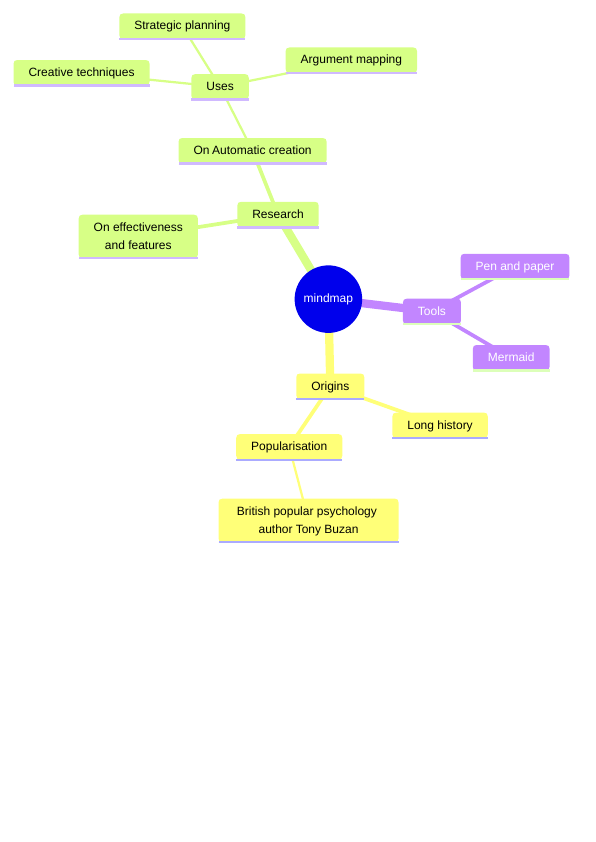 Strategic planning
Argument mapping
Creative techniques
Uses
On Automatic creation
Research
On effectiveness
and features
Pen and paper
mindmap
Tools
Mermaid
Origins
Long history
Popularisation
British popular psychology
author Tony Buzan